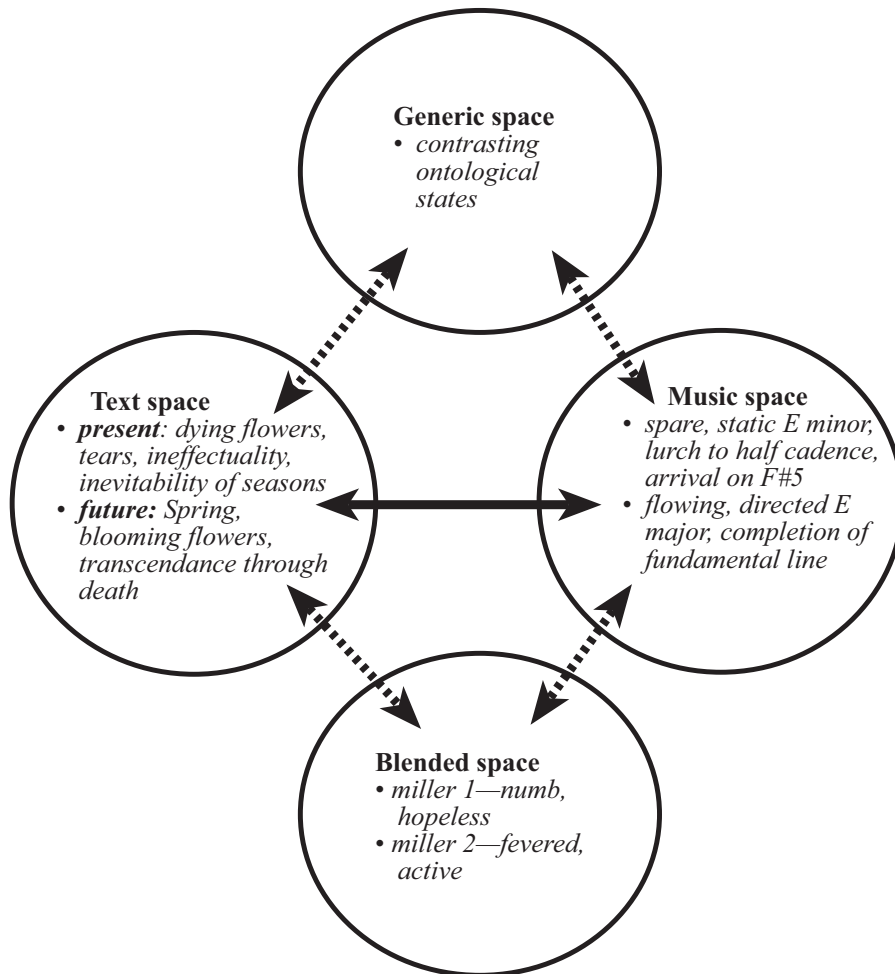 Generic space
• contrasting
ontological
states
Text space
• present: dying flowers,
tears, ineffectuality,
inevitability of seasons
• future: Spring,
blooming flowers,
transcendance through
death
Music space
• spare, static E minor,
lurch to half cadence,
arrival on F#5
• flowing, directed E
major, completion of
fundamental line
Blended space
• miller 1—numb,
hopeless
• miller 2—fevered,
active